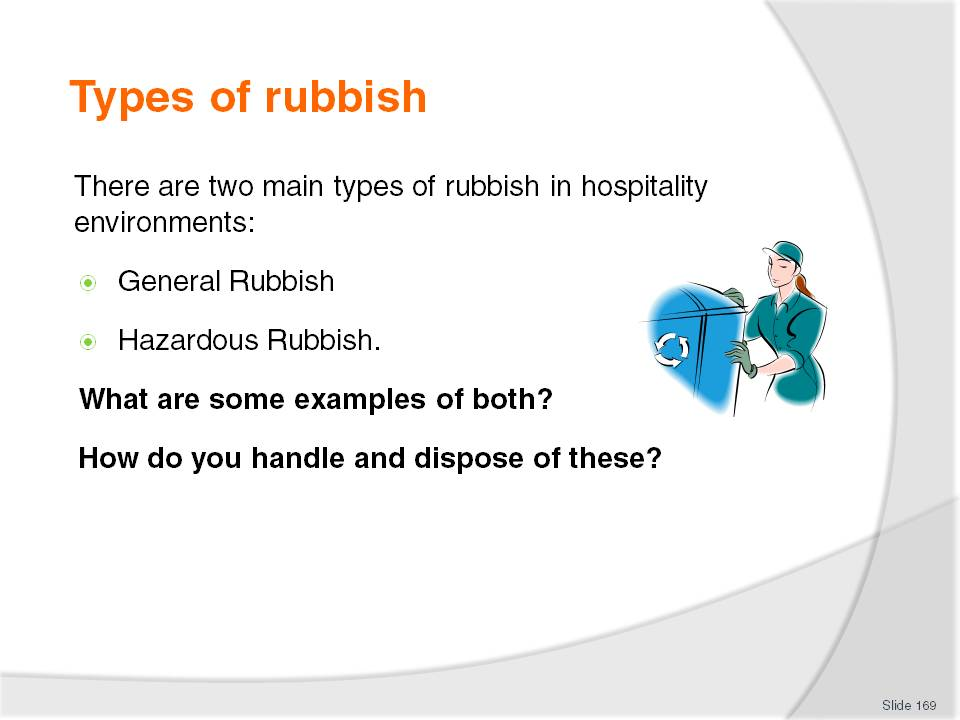 Types of rubbish
There are two main types of rubbish in hospitality
environments:
General Rubbish
Hazardous Rubbish.
What are some examples of both?
How do you handle and dispose of these?
Slide 169